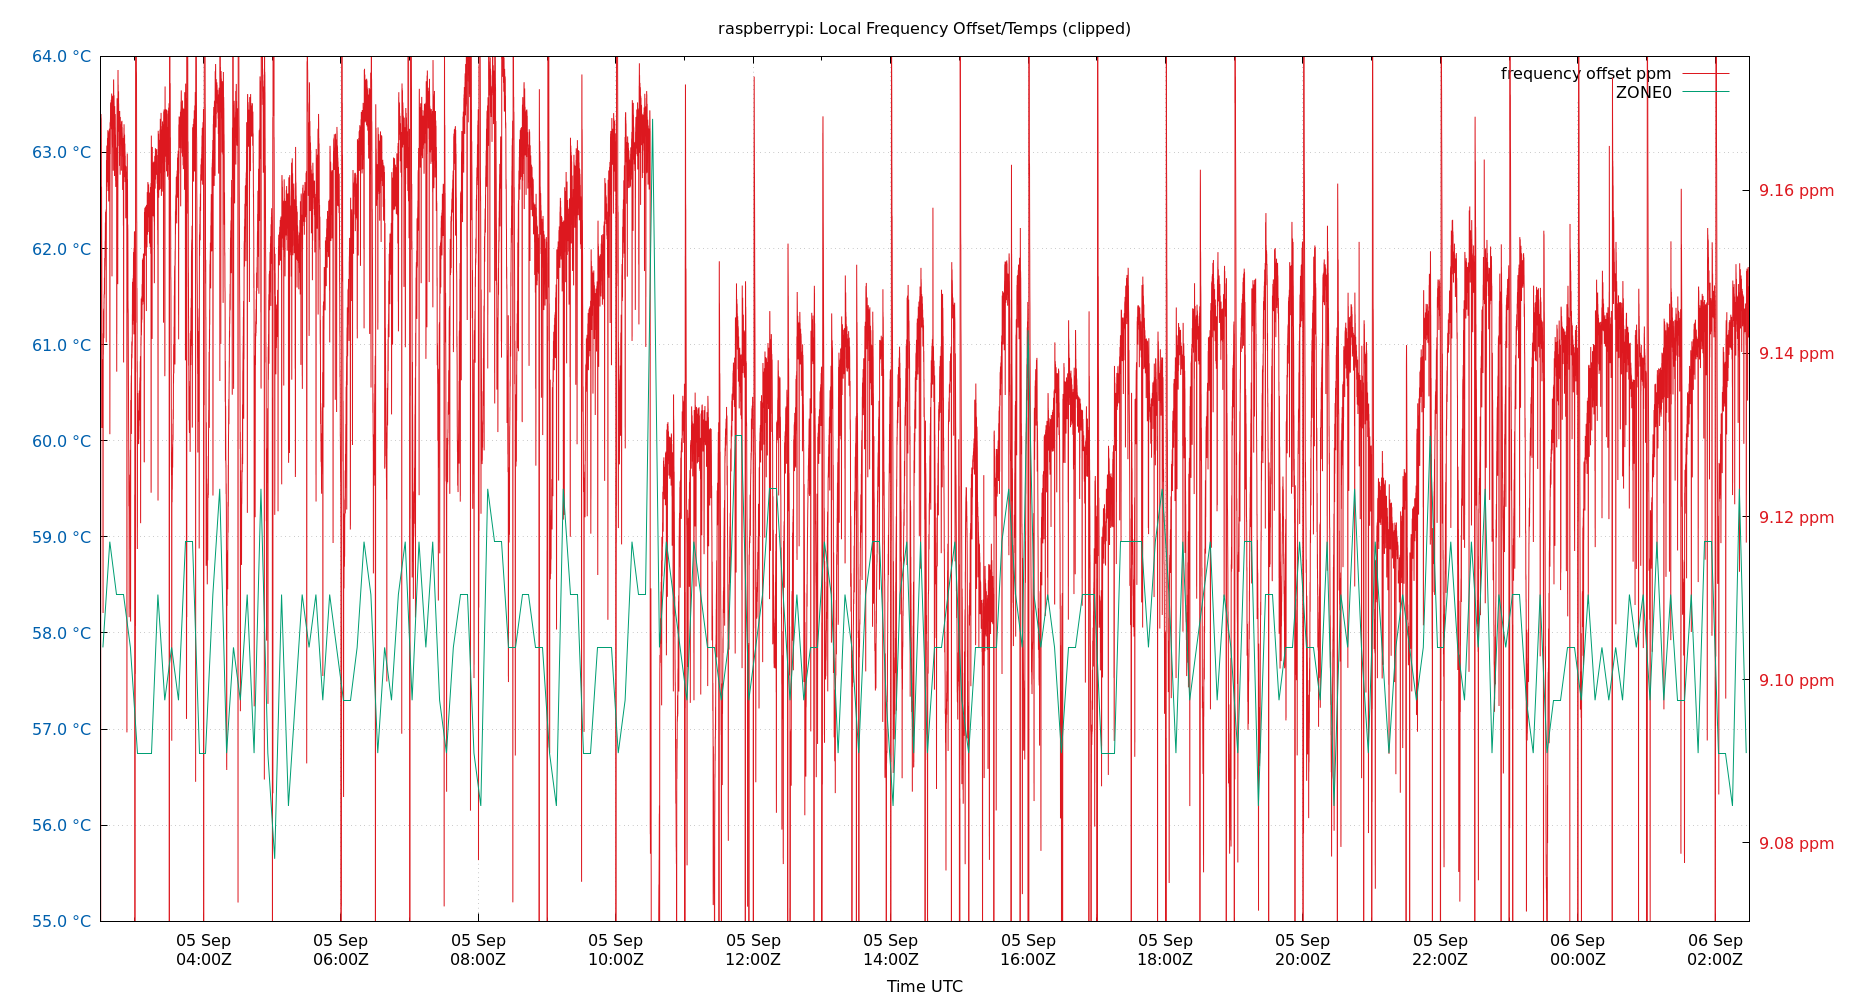 raspberrypi: Local Frequency Offset/Temps (clipped)
64.0 °C
63.0 °C
62.0 °C
61.0 °C
60.0 °C
59.0 °C
58.0 °C
57.0 °C
56.0 °C
55.0 °C
frequency offset ppm
ZONE0
9.16 ppm
9.14 ppm
9.12 ppm
9.10 ppm
9.08 ppm
05 Sep 05 Sep 05 Sep 05 Sep 05 Sep 05 Sep 05 Sep 05 Sep 05 Sep 05 Sep 06 Sep 06 Sep
04:00Z 06:00Z 08:00Z 10:00Z 12:00Z 14:00Z 16:00Z 18:00Z 20:00Z 22:00Z 00:00Z 02:00Z
Time UTC